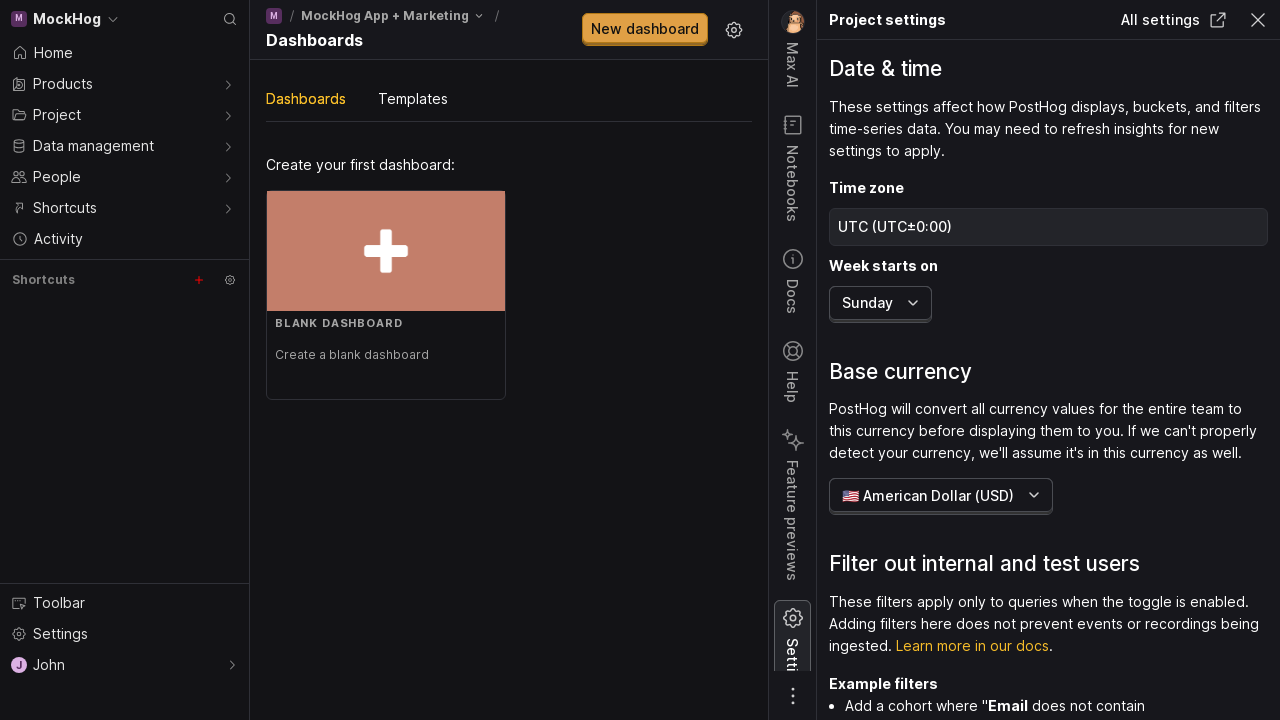 M MockHog
Home
Products
Project
Data management
People
Shortcuts
Activity
Shortcuts
Toolbar
Settings
J John
M / MockHog App + Marketing /
Dashboards
New dashboard
Dashboards Templates
Create your first dashboard:
BLANK DASHBOARD
Create a blank dashboard
Max AI
Notebooks
Docs
Help
Feature previews
Setti
Project settings
All settings
Date & time
These settings affect how PostHog displays, buckets, and filters
time-series data. You may need to refresh insights for new
settings to apply.
Time zone
UTC (UTC±0:00)
Week starts on
Sunday
Base currency
PostHog will convert all currency values for the entire team to
this currency before displaying them to you. If we can't properly
detect your currency, we'll assume it's in this currency as well.
🇺🇸 American Dollar (USD)
Filter out internal and test users
These filters apply only to queries when the toggle is enabled.
Adding filters here does not prevent events or recordings being
ingested. Learn more in our docs.
Example filters
• Add a cohort where "Email does not contain